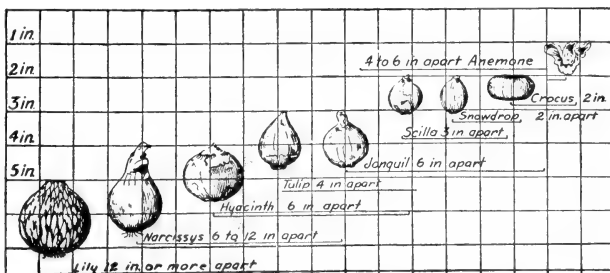 1 in.
2 in.
3 in.
4 in.
5 in.
4 to 6 in apart Anemone
Crocus, 2 in.
Snowdrop, 2 in. apart
Scilla 3 in apart
Jonquil 6 in apart
Tulip 4 in apart
Hyacinth 6 in apart
Narcissys 6 to 12 in apart
Lily 12 in. or more apart